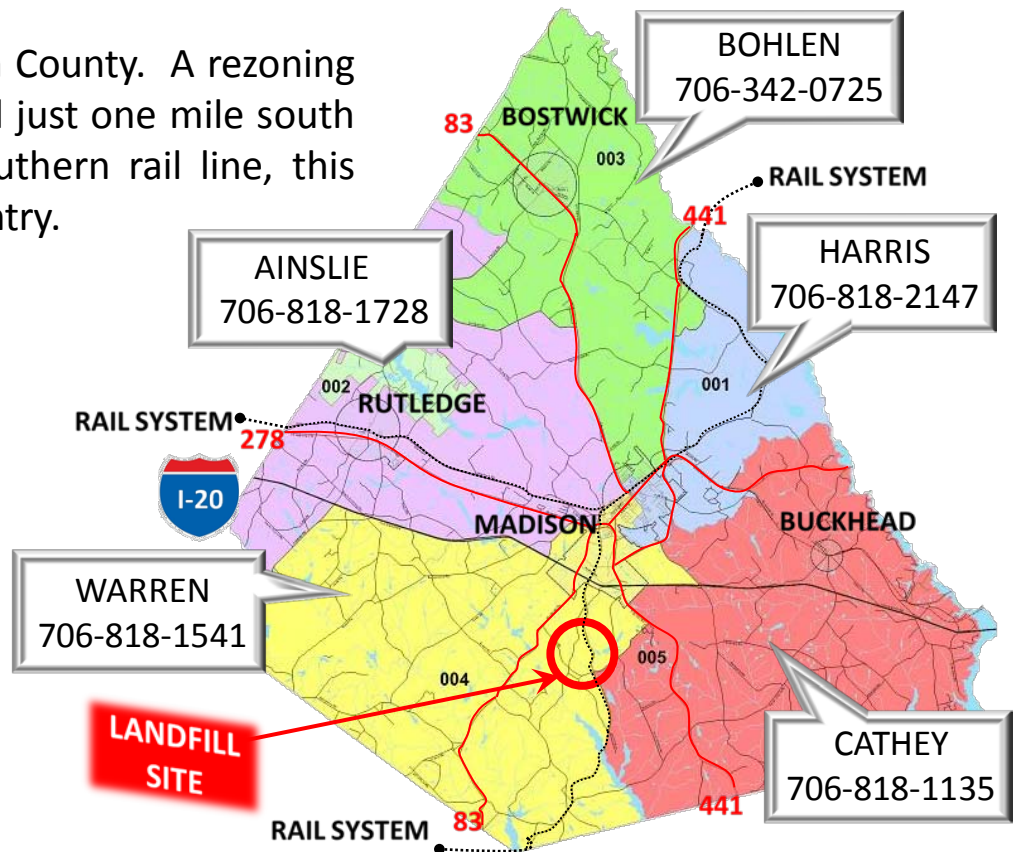 County. A rezoning
just one mile south
uthern rail line, this
ntry.
BOHLEN
706-342-0725
83
BOSTWICK
003
RAIL SYSTEM
441
AINSLIE
706-818-1728
HARRIS
706-818-2147
002
RUTLEDGE
001
RAIL SYSTEM
278
I-20
MADISON
BUCKHEAD
WARREN
706-818-1541
004
005
LANDFILL
SITE
CATHEY
706-818-1135
83
441
RAIL SYSTEM